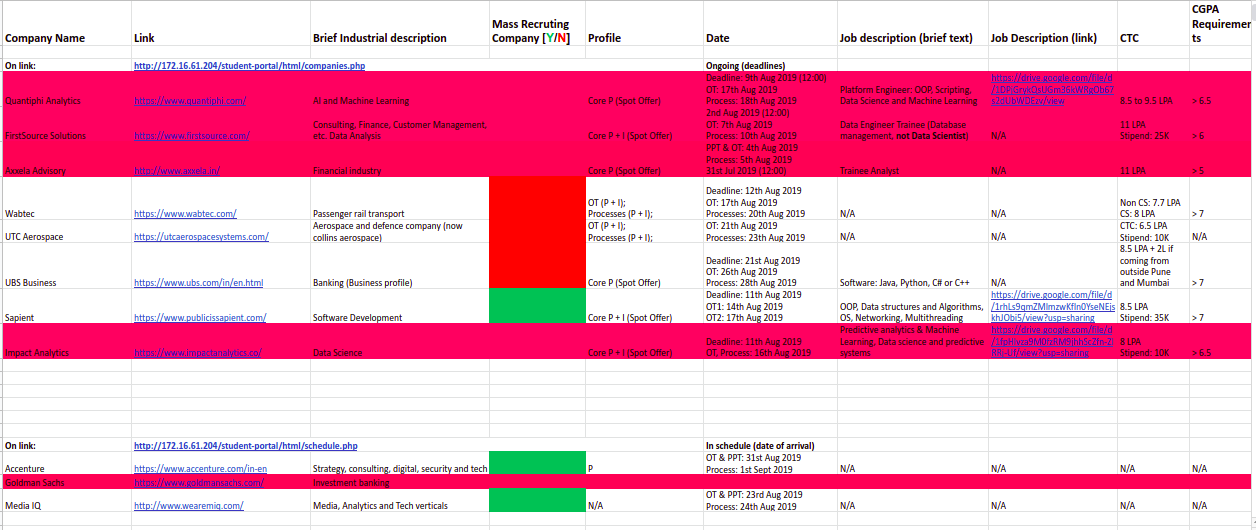 Company Name
Link
Brief Industrial description
Mass Recruting
Company [Y/N]
Profile
Date
Job description (brief text)
Job Description (link)
CTC
CGPA
Requiremen
ts
On link:
http://172.16.61.204/student-portal/html/companies.php
Ongoing (deadlines)
Quantiphi Analytics
https://www.quantiphi.com/
AI and Machine Learning
Core P (Spot Offer)
Deadline: 9th Aug 2019 (12:00)
OT: 17th Aug 2019
Process: 18th Aug 2019
Platform Engineer: OOP, Scripting,
Data Science and Machine Learning
https://drive.google.com/file/d
8.5 to 9.5 LPA
> 6.5
FirstSource Solutions
https://www.firstsource.com/
Consulting, Finance, Customer Management,
etc. Data Analysis
Core P + I (Spot Offer)
2nd Aug 2019 (12:00)
OT: 7th Aug 2019
Process: 10th Aug 2019
Data Engineer Trainee (Database
management, not Data Scientist)
N/A
11 LPA
Stipend: 25K
> 6
Axxela Advisory
http://www.axxela.in/
Financial industry
Core P (Spot Offer)
PPT & OT: 4th Aug 2019
Process: 5th Aug 2019
31st Jul 2019 (12:00)
Trainee Analyst
N/A
11 LPA
> 5
Wabtec
https://www.wabtec.com/
Passenger rail transport
OT (P + I);
Processes (P + I);
Deadline: 12th Aug 2019
OT: 17th Aug 2019
Processes: 20th Aug 2019
N/A
N/A
Non CS: 7.7 LPA
CS: 8 LPA
> 7
UTC Aerospace
https://utcaerospacesystems.com/
Aerospace and defence company (now
collins aerospace)
OT (P + I);
Processes (P + I);
OT: 21th Aug 2019
Processes: 23th Aug 2019
N/A
N/A
CTC: 6.5 LPA
Stipend: 10K
N/A
UBS Business
https://www.ubs.com/in/en.html
Banking (Business profile)
Core P (Spot Offer)
Deadline: 21st Aug 2019
OT: 26th Aug 2019
Process: 28th Aug 2019
Software: Java, Python, C# or C++
N/A
8.5 LPA + 2L if
coming from
outside Pune
and Mumbai
> 7
Sapient
https://www.publicissapient.com/
Software Development
Core P + I (Spot Offer)
Deadline: 11th Aug 2019
OT1: 14th Aug 2019
OT2: 17th Aug 2019
OOP, Data structures and Algorithms,
OS, Networking, Multithreading
https://drive.google.com/file/d
/1rhLs9qmZMlmzwKfln0YseNEjs
khJObi5/view?usp=sharing
8.5 LPA
Stipend: 35K
> 7
Impact Analytics
https://www.impactanalytics.co/
Data Science
Core P + I (Spot Offer)
Deadline: 11th Aug 2019
OT, Process: 16th Aug 2019
Predictive analytics & Machine
Learning, Data science and predictive
systems
https://drive.google.com/file/d
8 LPA
Stipend: 10K
> 6.5
On link:
http://172.16.61.204/student-portal/html/schedule.php
In schedule (date of arrival)
Accenture
https://www.accenture.com/in-en
Strategy, consulting, digital, security and tech
P
OT & PPT: 31st Aug 2019
Process: 1st Sept 2019
N/A
N/A
N/A
N/A
Goldman Sachs
https://www.goldmansachs.com/
Investment banking
Media IQ
http://www.wearemiq.com/
Media, Analytics and Tech verticals
N/A
OT & PPT: 23rd Aug 2019
Process: 24th Aug 2019
N/A
N/A
N/A
N/A